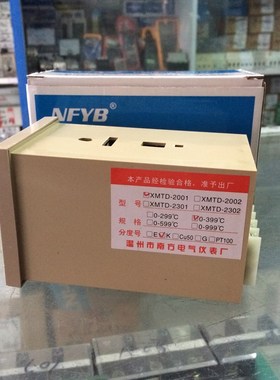 NFYB®
本产品经检验合格，准予出厂
型号 ☑XMTD-2001 □XMTD-2002
□XMTD-2301 □XMTD-2302
规格 □0-299℃ ☑0-399℃
□0-599℃ □0-999℃
分度号 □E☑K□Cu50□G□PT100
温州市南方电气仪表厂